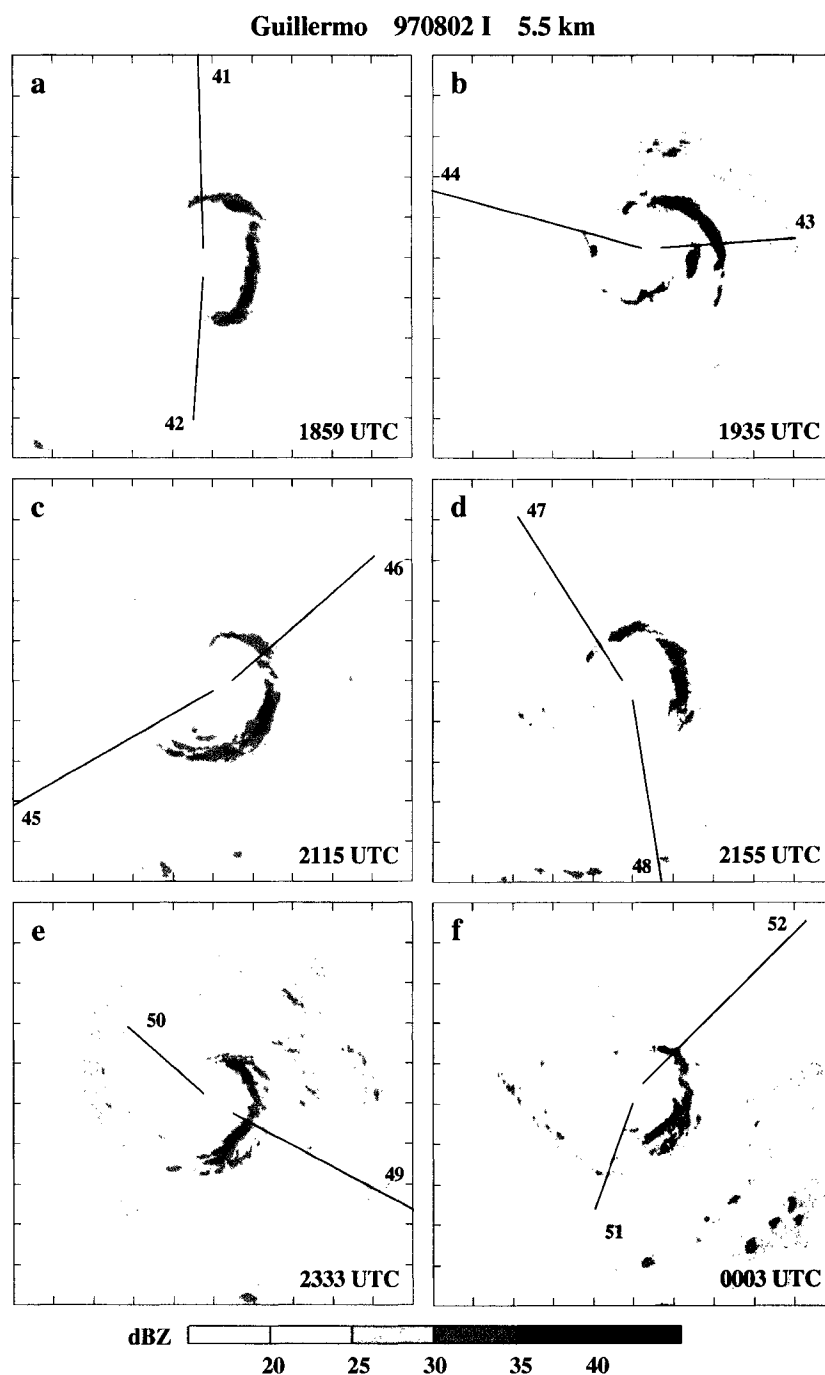 Guillermo 970802 I 5.5 km
a
41
42
1859 UTC
b
44
43
1935 UTC
c
46
45
2115 UTC
d
47
48
2155 UTC
e
50
49
2333 UTC
f
52
51
0003 UTC
dBZ
20 25 30 35 40